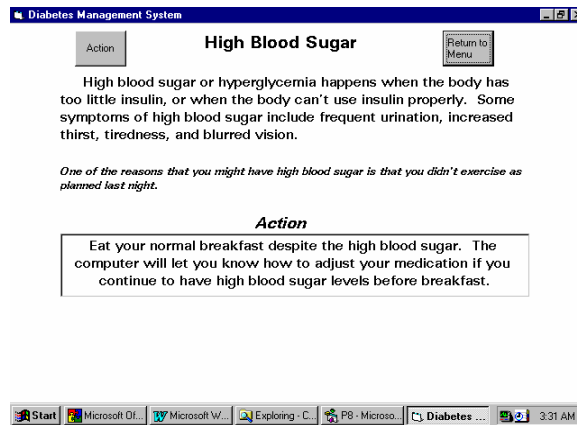 Diabetes Management System
Action
High Blood Sugar
Return to
Menu
High blood sugar or hyperglycemia happens when the body has
too little insulin, or when the body can't use insulin properly. Some
symptoms of high blood sugar include frequent urination, increased
thirst, tiredness, and blurred vision.
One of the reasons that you might have high blood sugar is that you didn't exercise as
planned last night.
Action
Eat your normal breakfast despite the high blood sugar. The
computer will let you know how to adjust your medication if you
continue to have high blood sugar levels before breakfast.
Start
Microsoft Of...
Microsoft W...
Exploring - C...
P8 - Microso...
Diabetes ...
3:31 AM